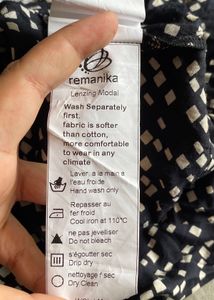 remanika
Lenzing Modal
Wash Separately
first.
fabric is softer
than cotton,
more comfortable
to wear in any
climate
Laver a la main a
l'eau froide
Hand wash only
Repasser au
fer froid
Cool iron at 110°C
ne pas javelliser
Do not bleach
s'égoutter sec
Drip dry
nettoyage f sec
Dry Clean